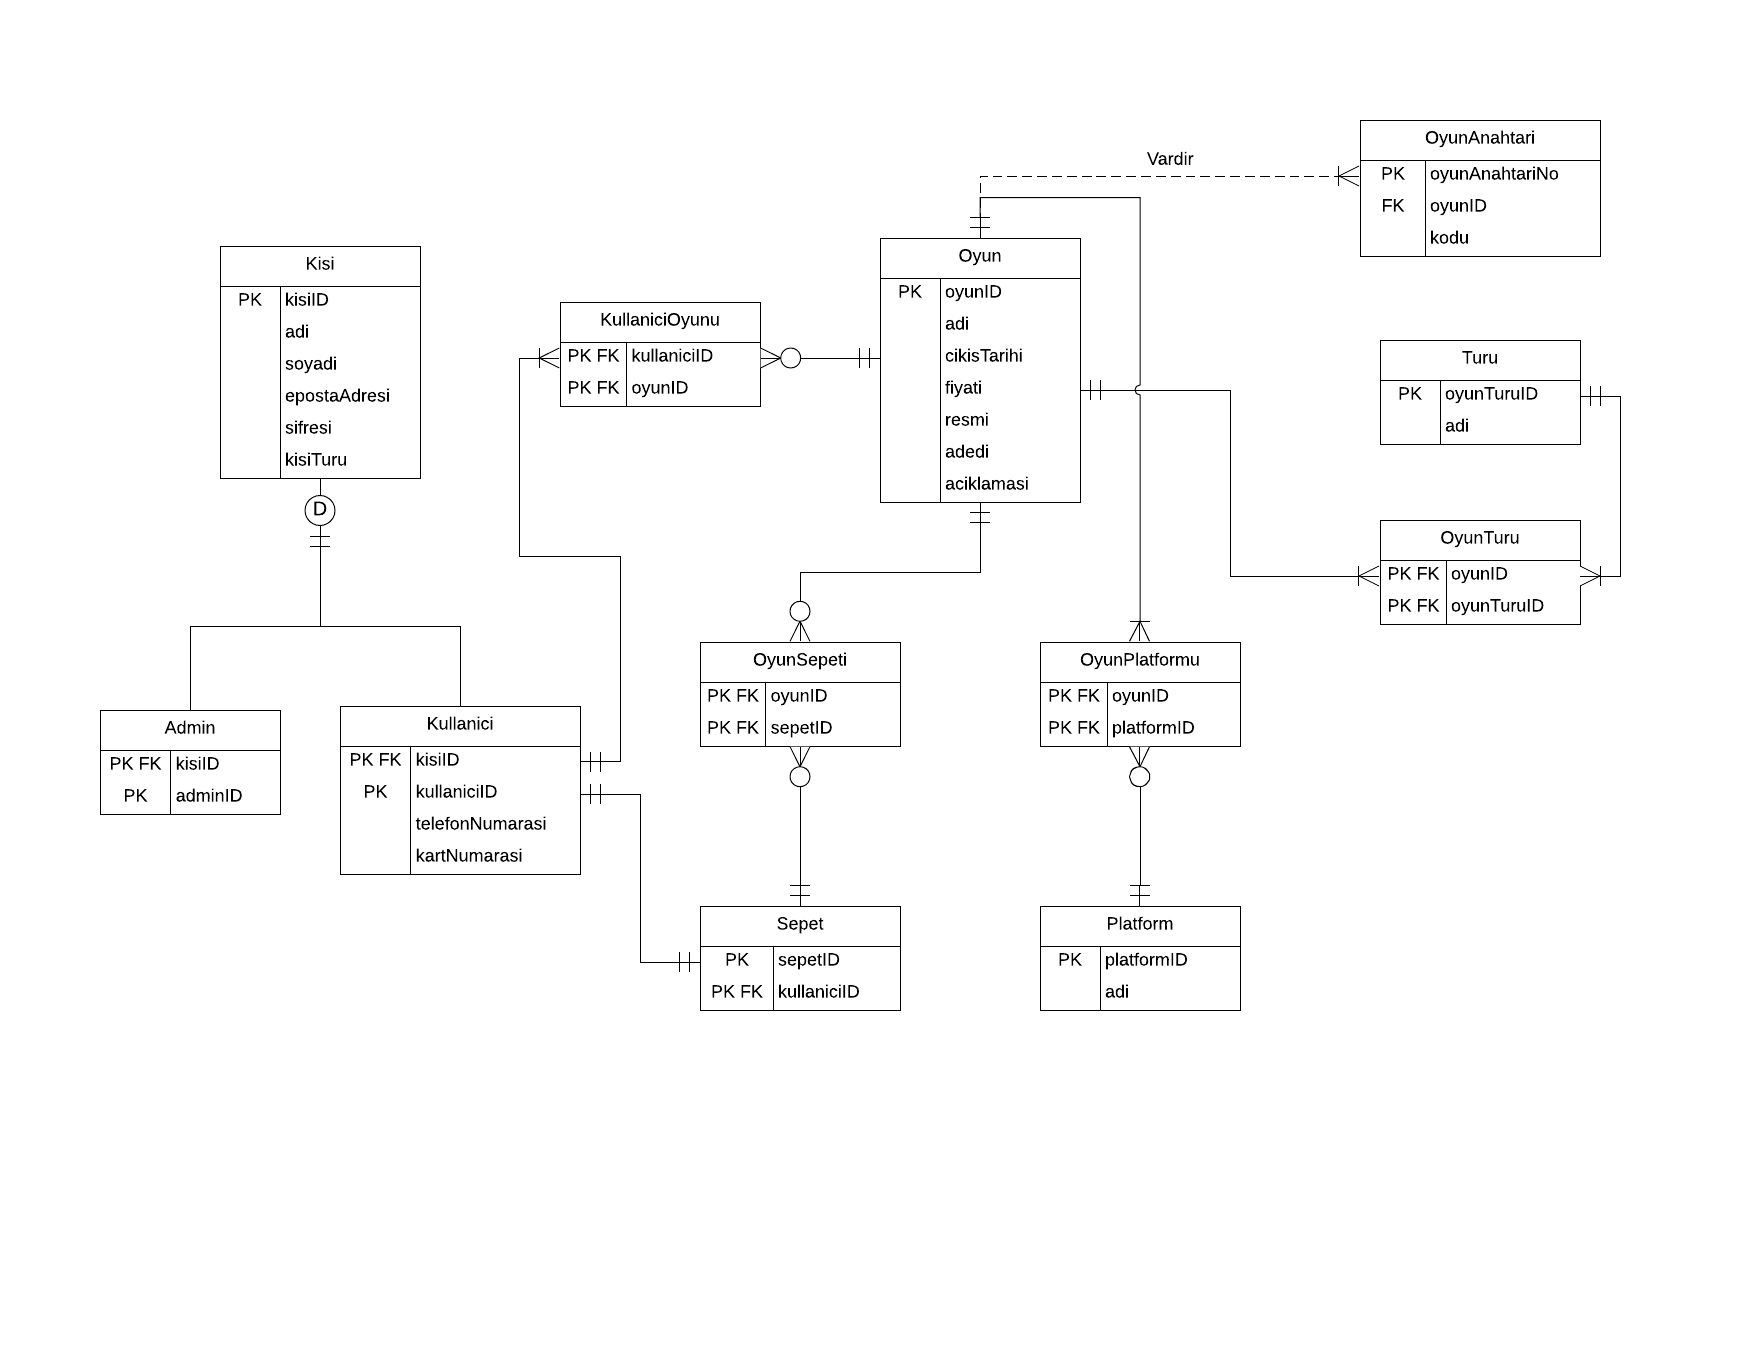 Vardir
OyunAnahtari
PK oyunAnahtariNo
FK oyunID
kodu
Kisi
PK kisiID
adi
soyadi
epostaAdresi
sifresi
kisiTuru
D
KullaniciOyunu
PK FK kullaniciID
PK FK oyunID
Oyun
PK oyunID
adi
cikisTarihi
fiyati
resmi
adedi
aciklamasi
Turu
PK oyunTuruID
adi
OyunTuru
PK FK oyunID
PK FK oyunTuruID
OyunSepeti
PK FK oyunID
PK FK sepetID
OyunPlatformu
PK FK oyunID
PK FK platformID
Admin
PK FK kisiID
PK adminID
Kullanici
PK FK kisiID
PK kullaniciID
telefonNumarasi
kartNumarasi
Sepet
PK sepetID
PK FK kullaniciID
Platform
PK platformID
adi